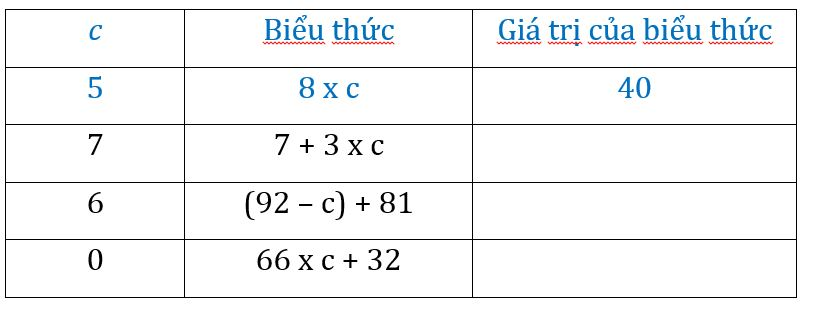 c Biểu thức Giá trị của biểu thức
5 8 x c 40
7 7 + 3 x c
6 (92 – c) + 81
0 66 x c + 32